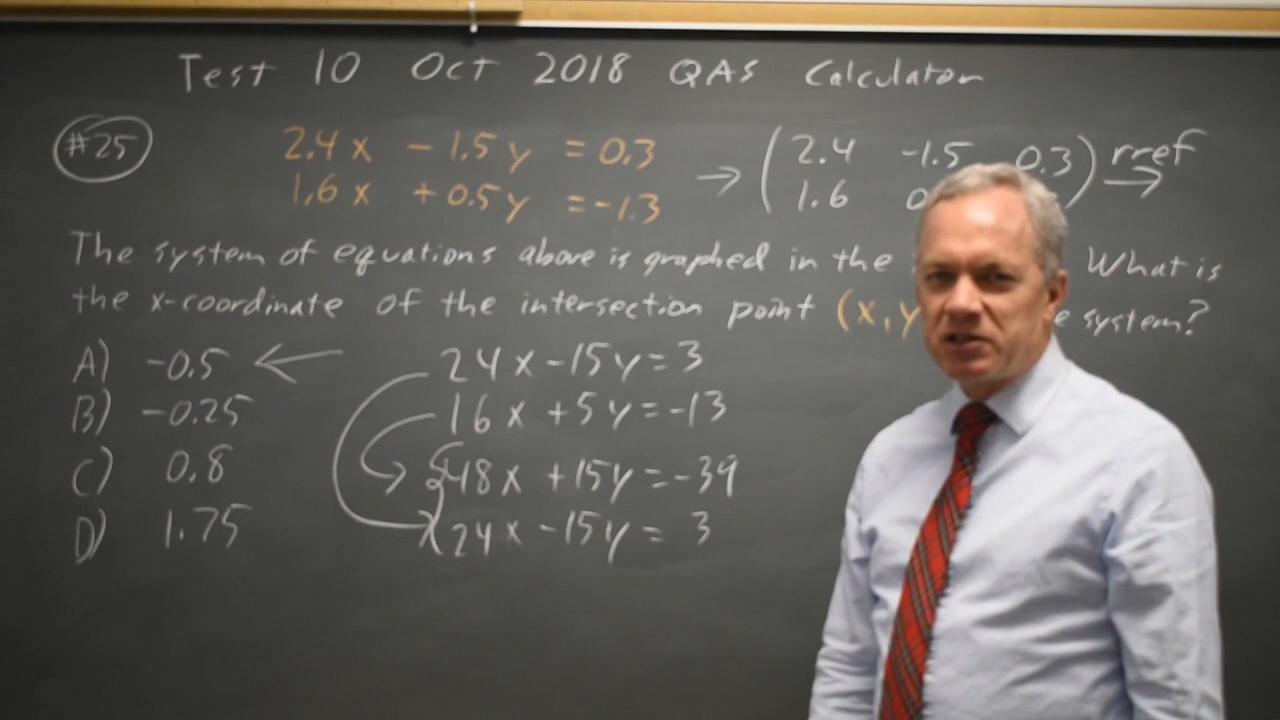 Test 10 Oct 2018 QAS Calculator
#25
2.4x - 1.5y = 0.3
1.6x + 0.5y = -1.3
→ ( 2.4 -1.5 0.3 ) rref →
1.6 0
The system of equations above is graphed in the What is
the x-coordinate of the intersection point (x,y system?
A) -0.5 ←
B) -0.25
C) 0.8
D) 1.75
24x - 15y = 3
16x + 5y = -13
48x + 15y = -39
24x - 15y = 3